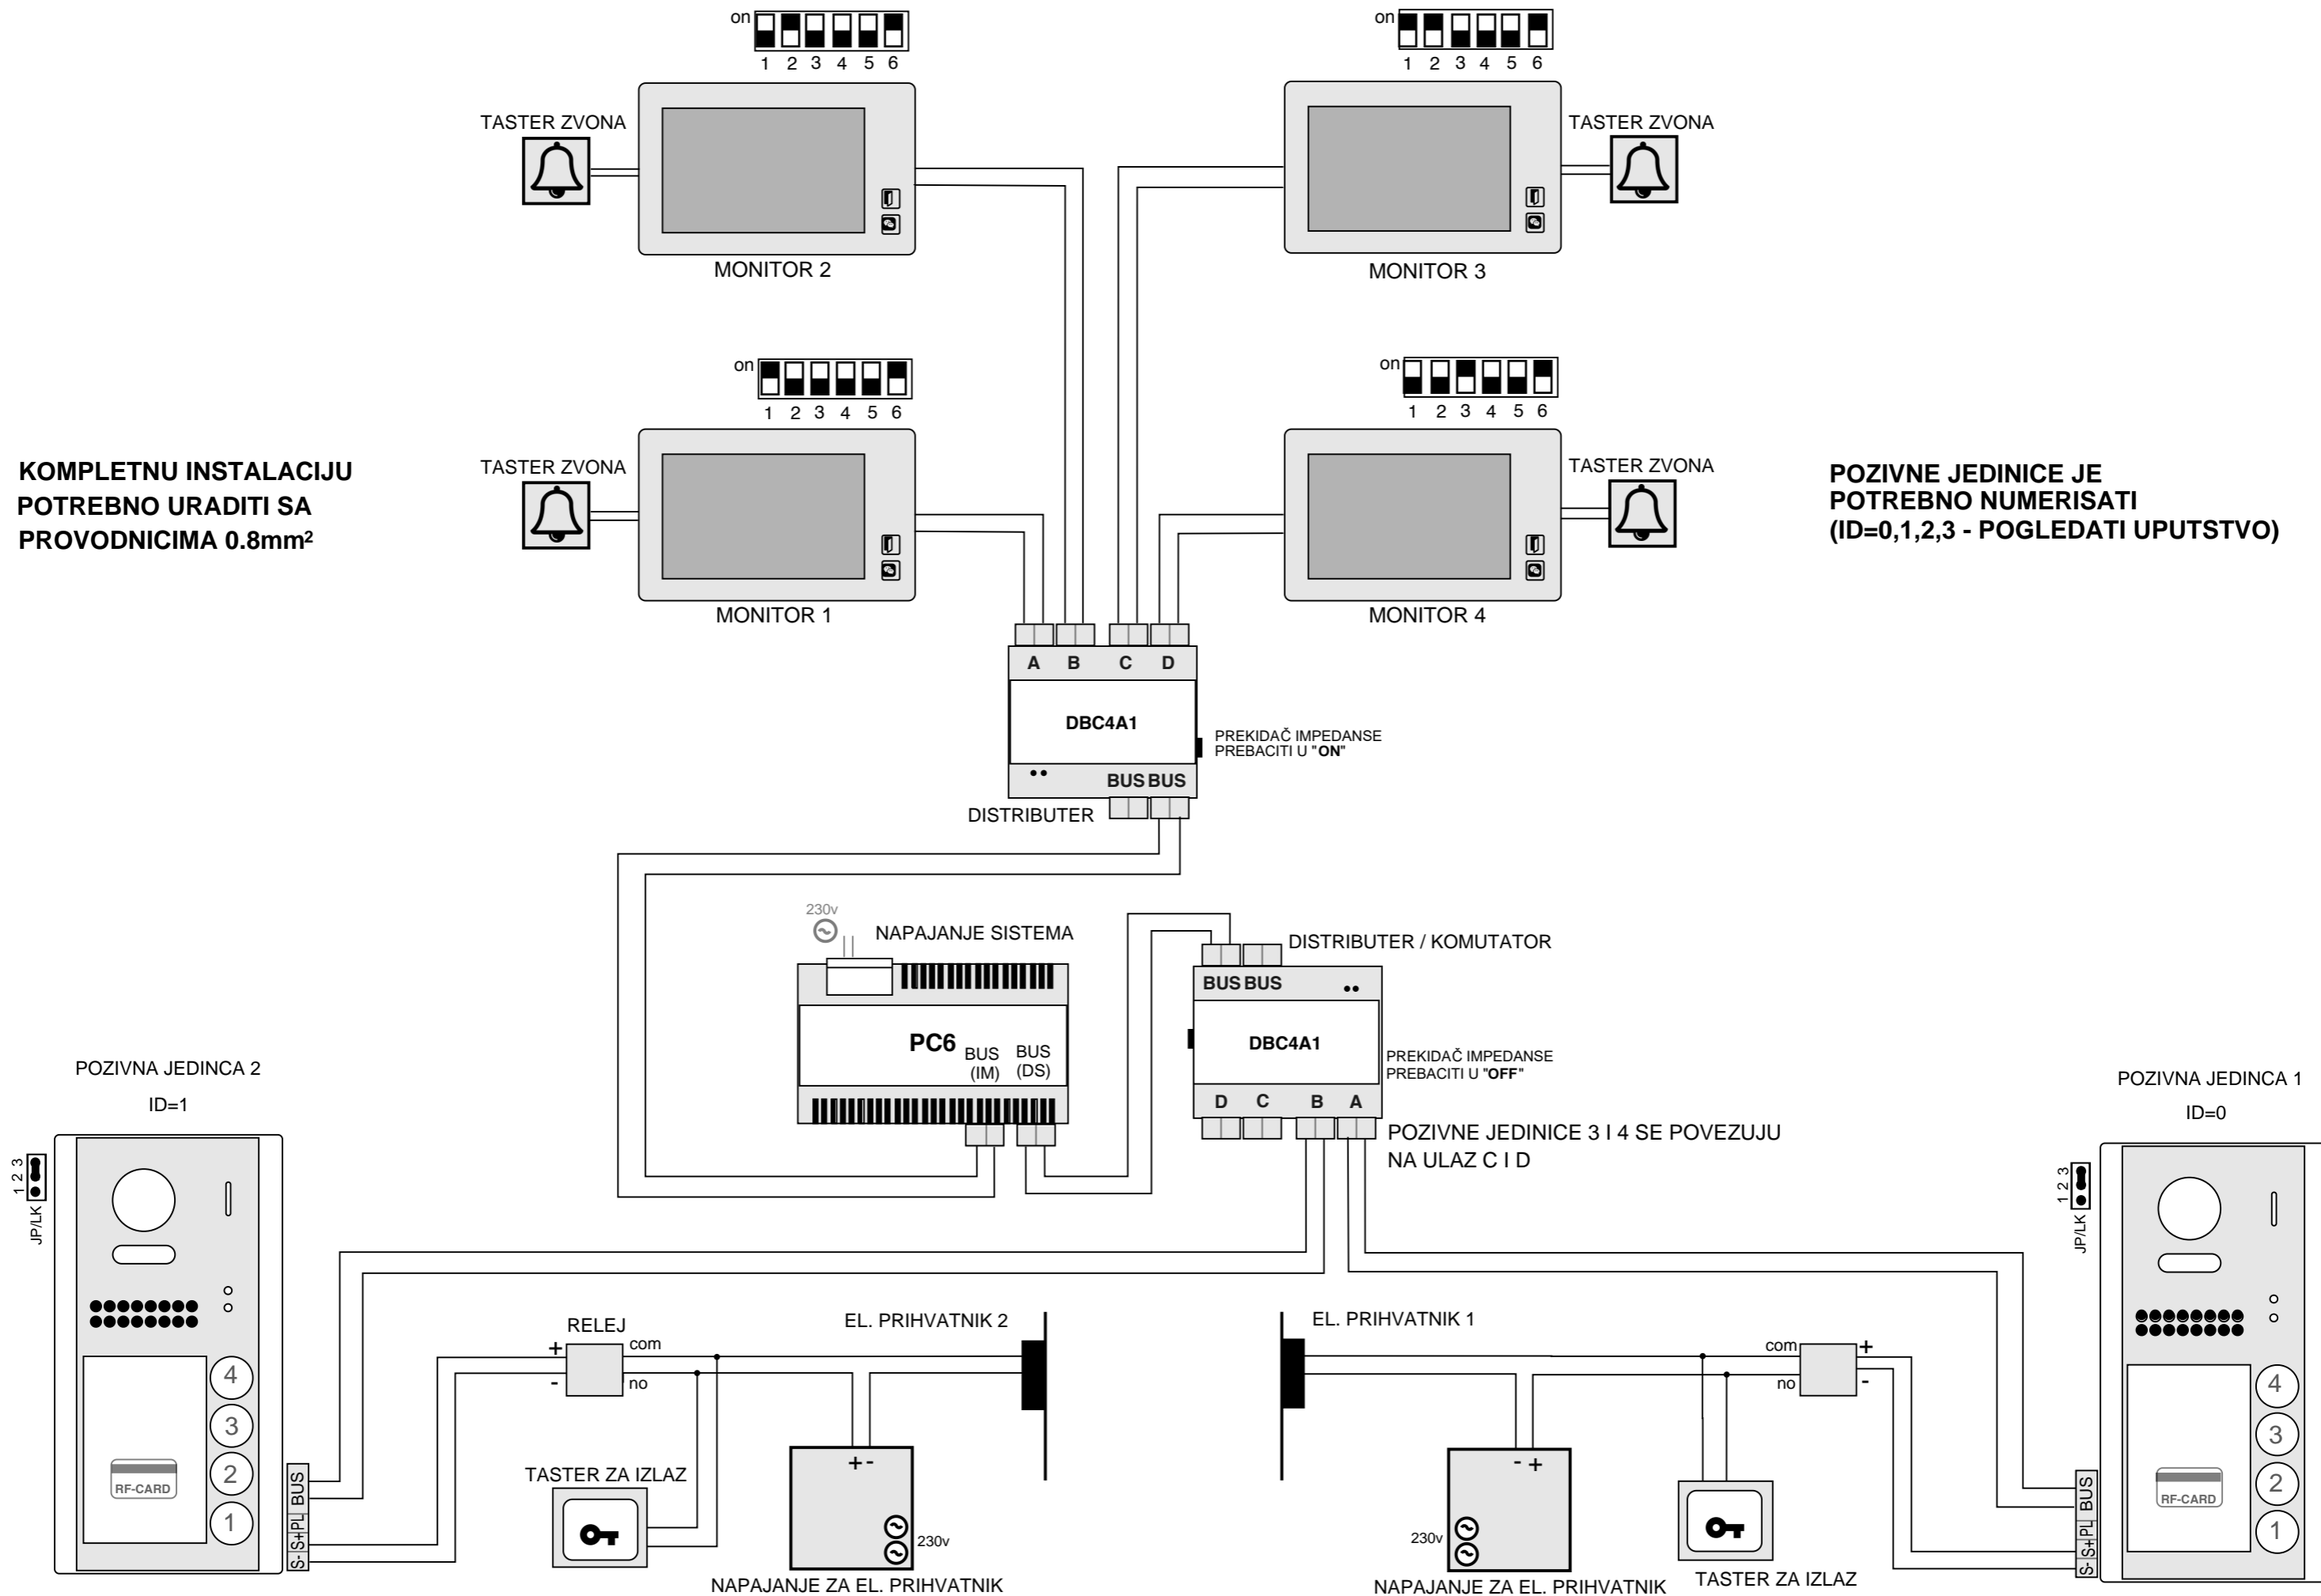 on
1 2 3 4 5 6
on
1 2 3 4 5 6
TASTER ZVONA
TASTER ZVONA
MONITOR 2
MONITOR 3
on
1 2 3 4 5 6
on
1 2 3 4 5 6
KOMPLETNU INSTALACIJU
POTREBNO URADITI SA
PROVODNICIMA 0.8mm²
TASTER ZVONA
TASTER ZVONA
POZIVNE JEDINICE JE
POTREBNO NUMERISATI
(ID=0,1,2,3 - POGLEDATI UPUTSTVO)
MONITOR 1
MONITOR 4
A B C D
DBC4A1
PREKIDAČ IMPEDANSE
PREBACITI U "ON"
BUS BUS
DISTRIBUTER
230v
NAPAJANJE SISTEMA
DISTRIBUTER / KOMUTATOR
BUS BUS
PC6
BUS
(IM)
BUS
(DS)
DBC4A1
PREKIDAČ IMPEDANSE
PREBACITI U "OFF"
D C B A
POZIVNE JEDINICE 3 I 4 SE POVEZUJU
NA ULAZ C I D
POZIVNA JEDINCA 2
ID=1
POZIVNA JEDINCA 1
ID=0
JP/LK 1 2 3
JP/LK 1 2 3
RELEJ
com
no
+
-
EL. PRIHVATNIK 2
EL. PRIHVATNIK 1
com
no
+
-
4
3
2
1
RF-CARD
S- S+ PL BUS
TASTER ZA IZLAZ
+ -
230v
NAPAJANJE ZA EL. PRIHVATNIK
- +
230v
NAPAJANJE ZA EL. PRIHVATNIK
TASTER ZA IZLAZ
S- S+ PL BUS
RF-CARD
4
3
2
1